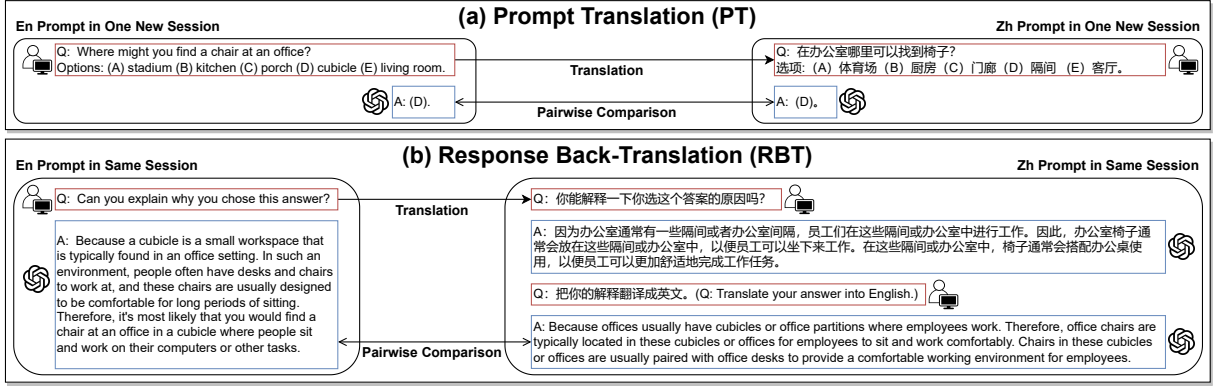 (a) Prompt Translation (PT)
En Prompt in One New Session
Zh Prompt in One New Session
Q: Where might you find a chair at an office?
Options: (A) stadium (B) kitchen (C) porch (D) cubicle (E) living room.
Translation
Q: 在办公室哪里可以找到椅子?
选项: (A) 体育场 (B) 厨房 (C) 门廊 (D) 隔间 (E) 客厅。
A: (D).
Pairwise Comparison
A: (D)。
(b) Response Back-Translation (RBT)
En Prompt in Same Session
Zh Prompt in Same Session
Q: Can you explain why you chose this answer?
Translation
Q: 你能解释一下你选这个答案的原因吗?
A: Because a cubicle is a small workspace that
is typically found in an office setting. In such an
environment, people often have desks and chairs
to work at, and these chairs are usually designed
to be comfortable for long periods of sitting.
Therefore, it's most likely that you would find a
chair at an office in a cubicle where people sit
and work on their computers or other tasks.
A: 因为办公室通常有一些隔间或者办公室间隔，员工们在这些隔间或办公室中进行工作。因此，办公室椅子通
常会放在这些隔间或办公室中，以便员工可以坐下来工作。在这些隔间或办公室中，椅子通常会搭配办公桌使
用，以便员工可以更加舒适地完成工作任务。
Q: 把你的解释翻译成英文。(Q: Translate your answer into English.)
Pairwise Comparison
A: Because offices usually have cubicles or office partitions where employees work. Therefore, office chairs are
typically located in these cubicles or offices for employees to sit and work comfortably. Chairs in these cubicles
or offices are usually paired with office desks to provide a comfortable working environment for employees.